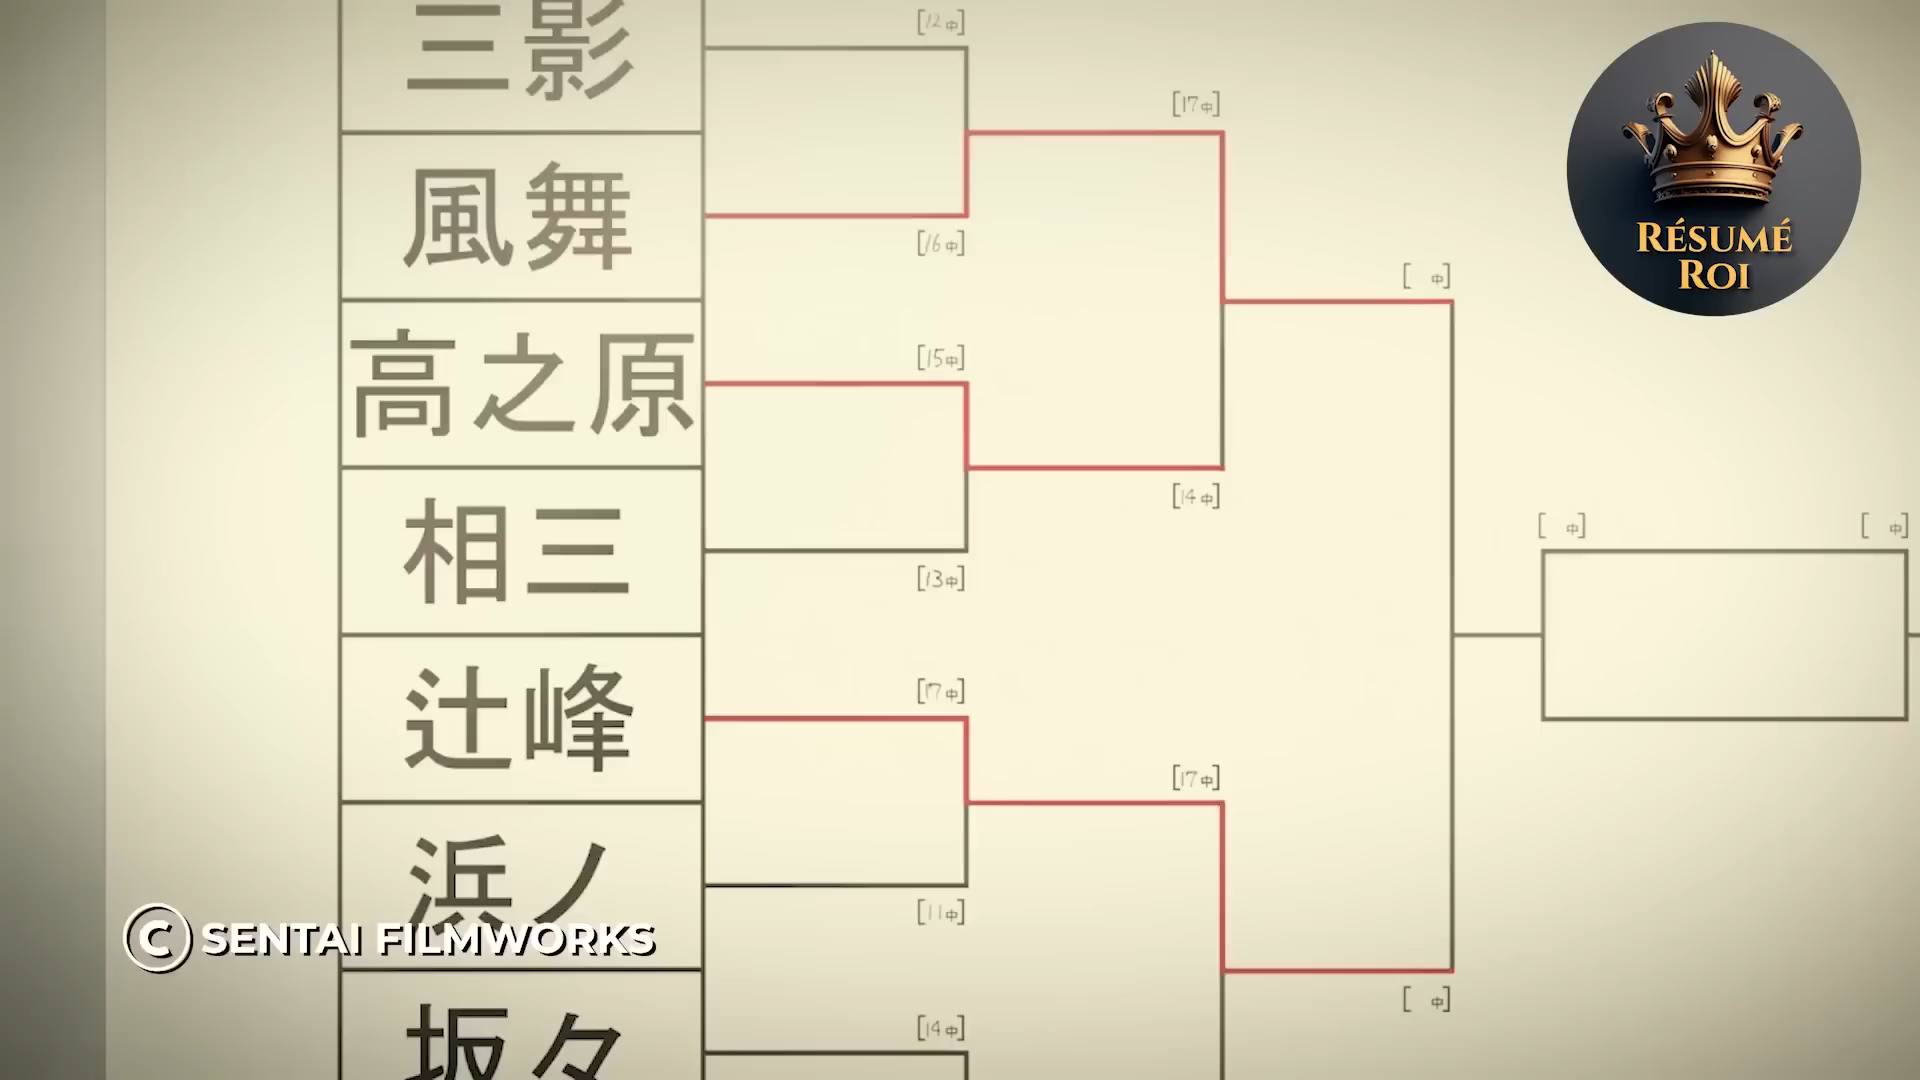 三影
[12中]
[17中]
風舞
[16中]
RÉSUMÉ
ROI
[ 中]
高之原
[15中]
[14中]
相三
[13中]
[ 中]
[ 中]
辻峰
[17中]
[17中]
浜ノ
[11中]
© SENTAI FILMWORKS
[ 中]
坂々
[14中]